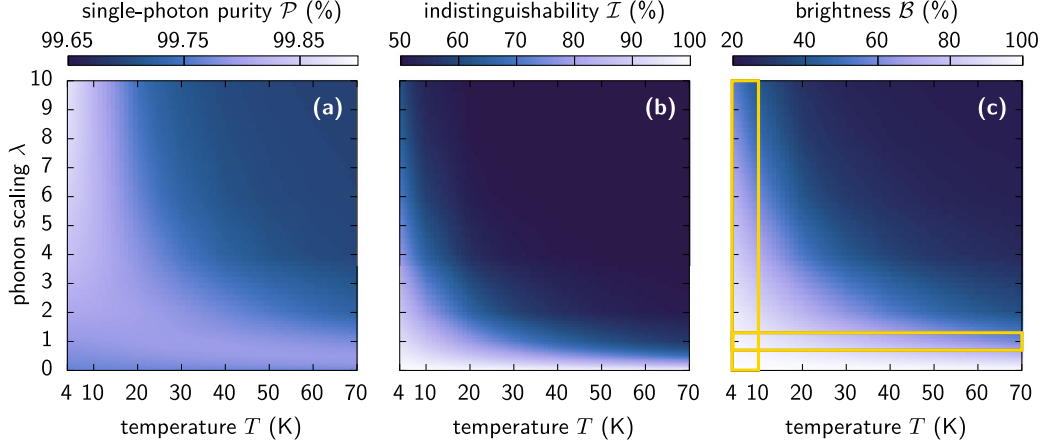 single-photon purity 𝒫 (%)
99.65 99.75 99.85
indistinguishability ℐ (%)
50 60 70 80 90 100
brightness ℬ (%)
20 40 60 80 100
phonon scaling λ
10
9
8
7
6
5
4
3
2
1
0
(a)
(b)
(c)
4 10 20 30 40 50 60 70
4 10 20 30 40 50 60 70
4 10 20 30 40 50 60 70
temperature T (K)
temperature T (K)
temperature T (K)